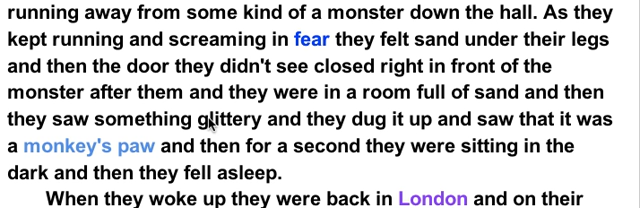 running away from some kind of a monster down the hall. As they
kept running and screaming in fear they felt sand under their legs
and then the door they didn't see closed right in front of the
monster after them and they were in a room full of sand and then
they saw something glittery and they dug it up and saw that it was
a monkey's paw and then for a second they were sitting in the
dark and then they fell asleep.
When they woke up they were back in London and on their